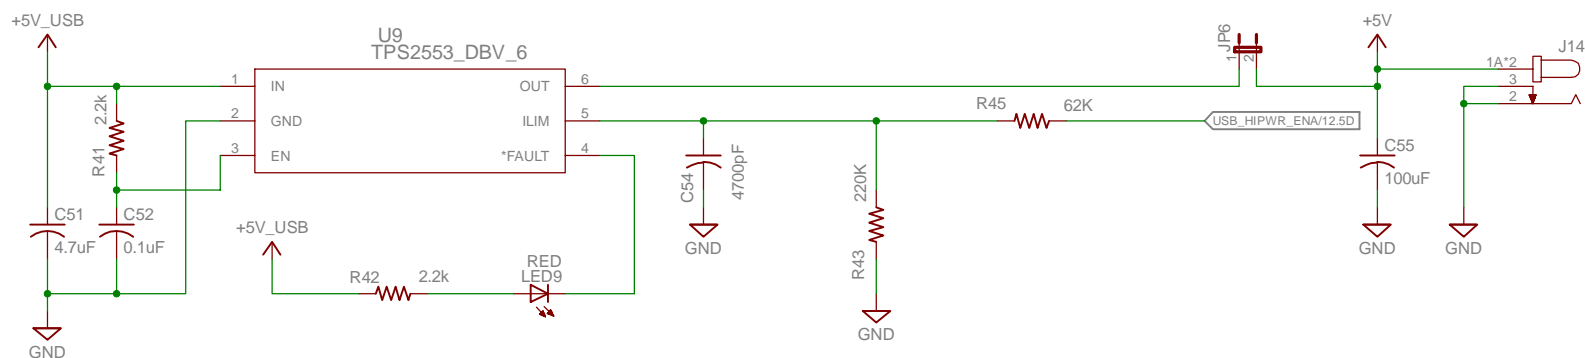 +5V_USB
U9
TPS2553_DBV_6
JP6
1
2
+5V
J14
1A*2
3
2
1
IN
OUT
6
2
GND
ILIM
5
3
EN
*FAULT
4
R41
2.2k
R45
62K
USB_HIPWR_ENA/12.5D
C54
4700pF
220K
R43
C55
100uF
C51
4.7uF
C52
0.1uF
+5V_USB
R42
2.2k
RED
LED9
GND
GND
GND
GND
GND